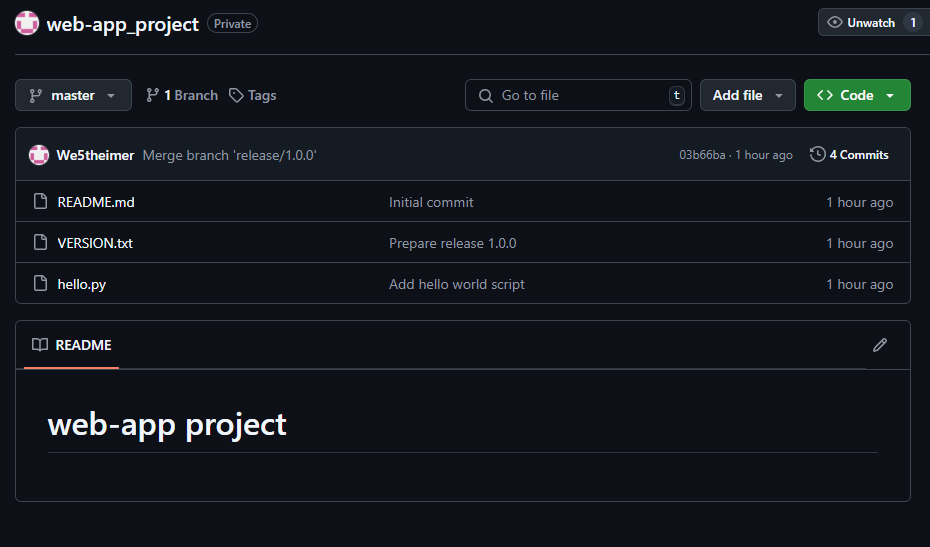 web-app_project Private Unwatch 1
master 1 Branch Tags Go to file t Add file Code
We5theimer Merge branch 'release/1.0.0' 03b66ba · 1 hour ago 4 Commits
README.md Initial commit 1 hour ago
VERSION.txt Prepare release 1.0.0 1 hour ago
hello.py Add hello world script 1 hour ago
README
web-app project